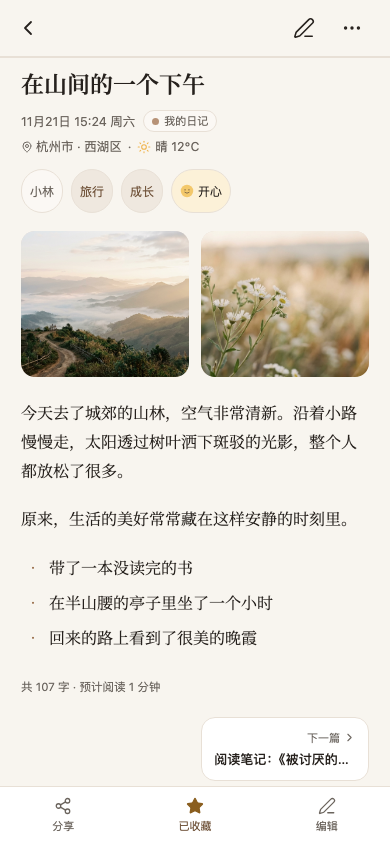 在山间的一个下午
11月21日 15:24 周六 我的日记
杭州市 · 西湖区 · 晴 12°C
小林 旅行 成长 开心
今天去了城郊的山林，空气非常清新。沿着小路
慢慢走，太阳透过树叶洒下斑驳的光影，整个人
都放松了很多。
原来，生活的美好常常藏在这样安静的时刻里。
· 带了一本没读完的书
· 在半山腰的亭子里坐了一个小时
· 回来的路上看到了很美的晚霞
共 107 字 · 预计阅读 1 分钟
下一篇
阅读笔记：《被讨厌的...
分享 已收藏 编辑